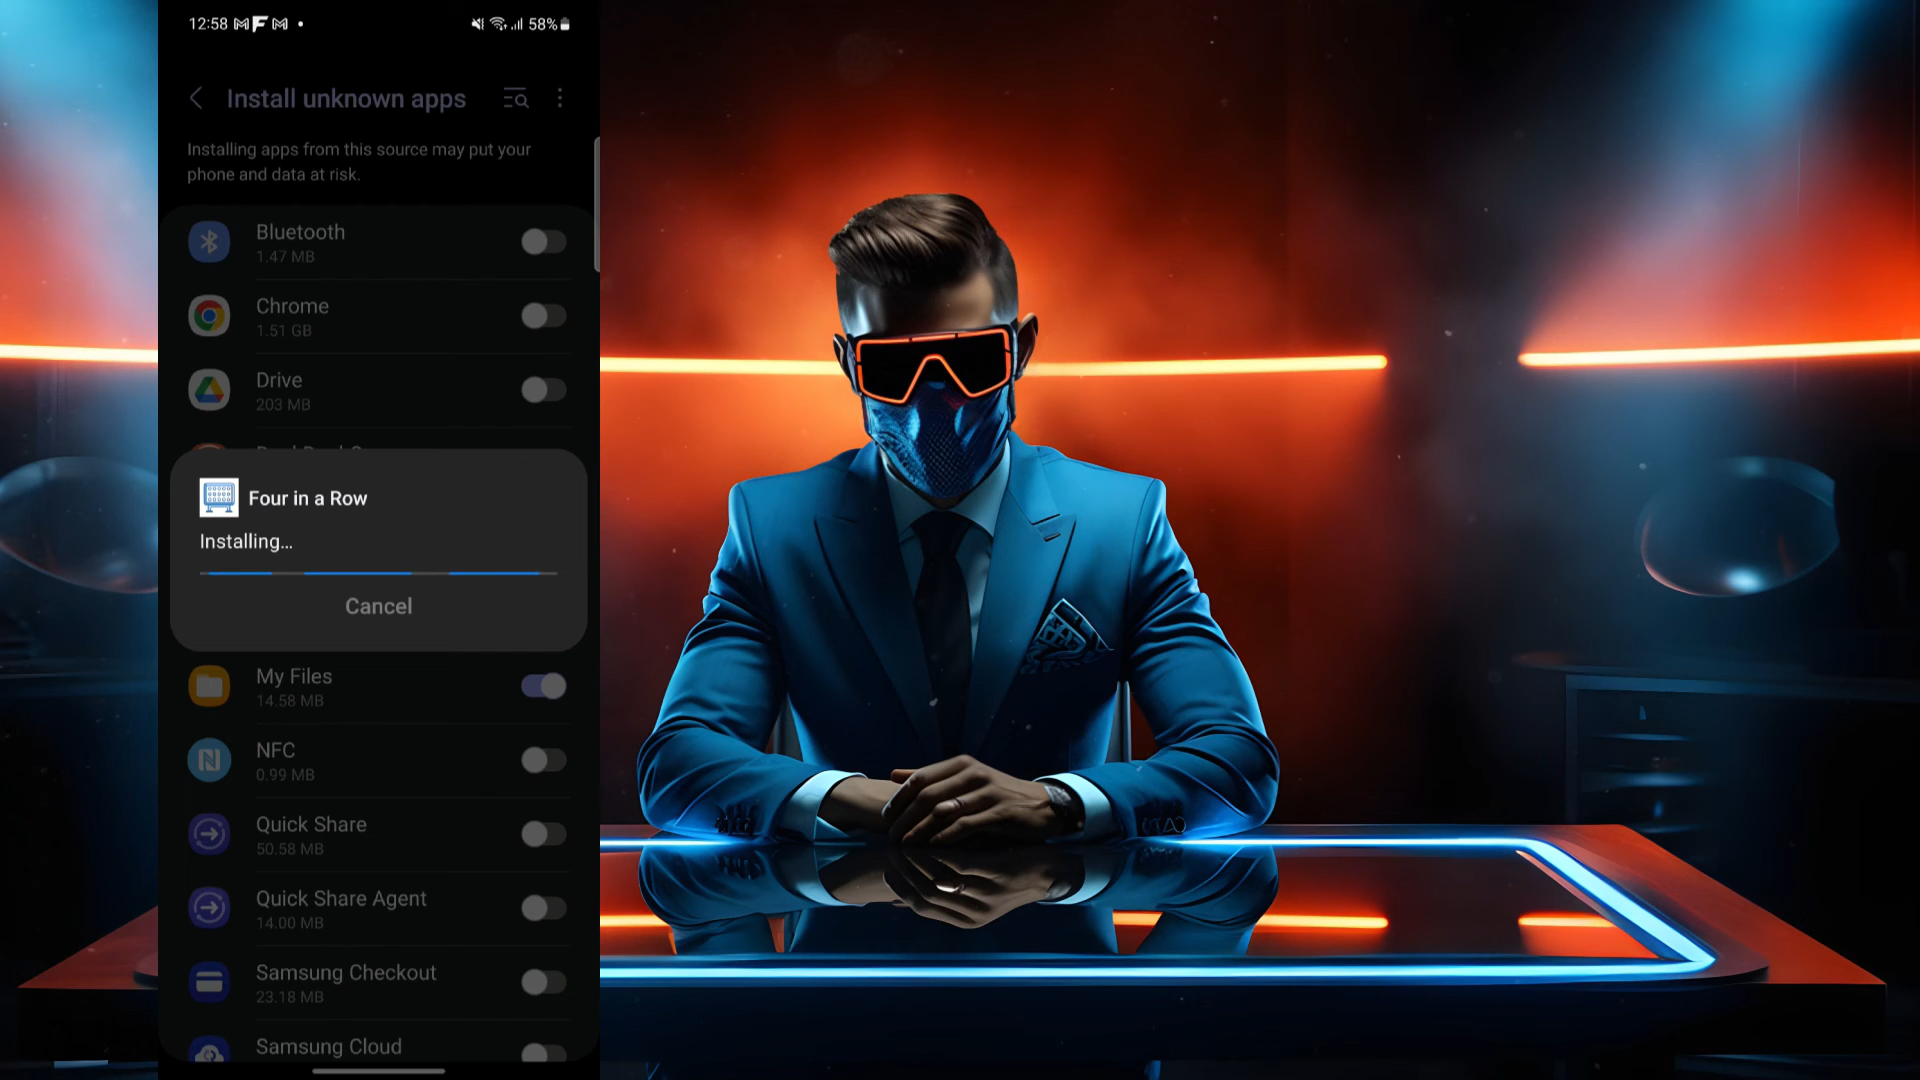 12:58
58%
Install unknown apps
Installing apps from this source may put your
phone and data at risk.
Bluetooth
1.47 MB
Chrome
1.51 GB
Drive
203 MB
Four in a Row
Installing...
Cancel
My Files
14.58 MB
NFC
0.99 MB
Quick Share
50.58 MB
Quick Share Agent
14.00 MB
Samsung Checkout
23.18 MB
Samsung Cloud